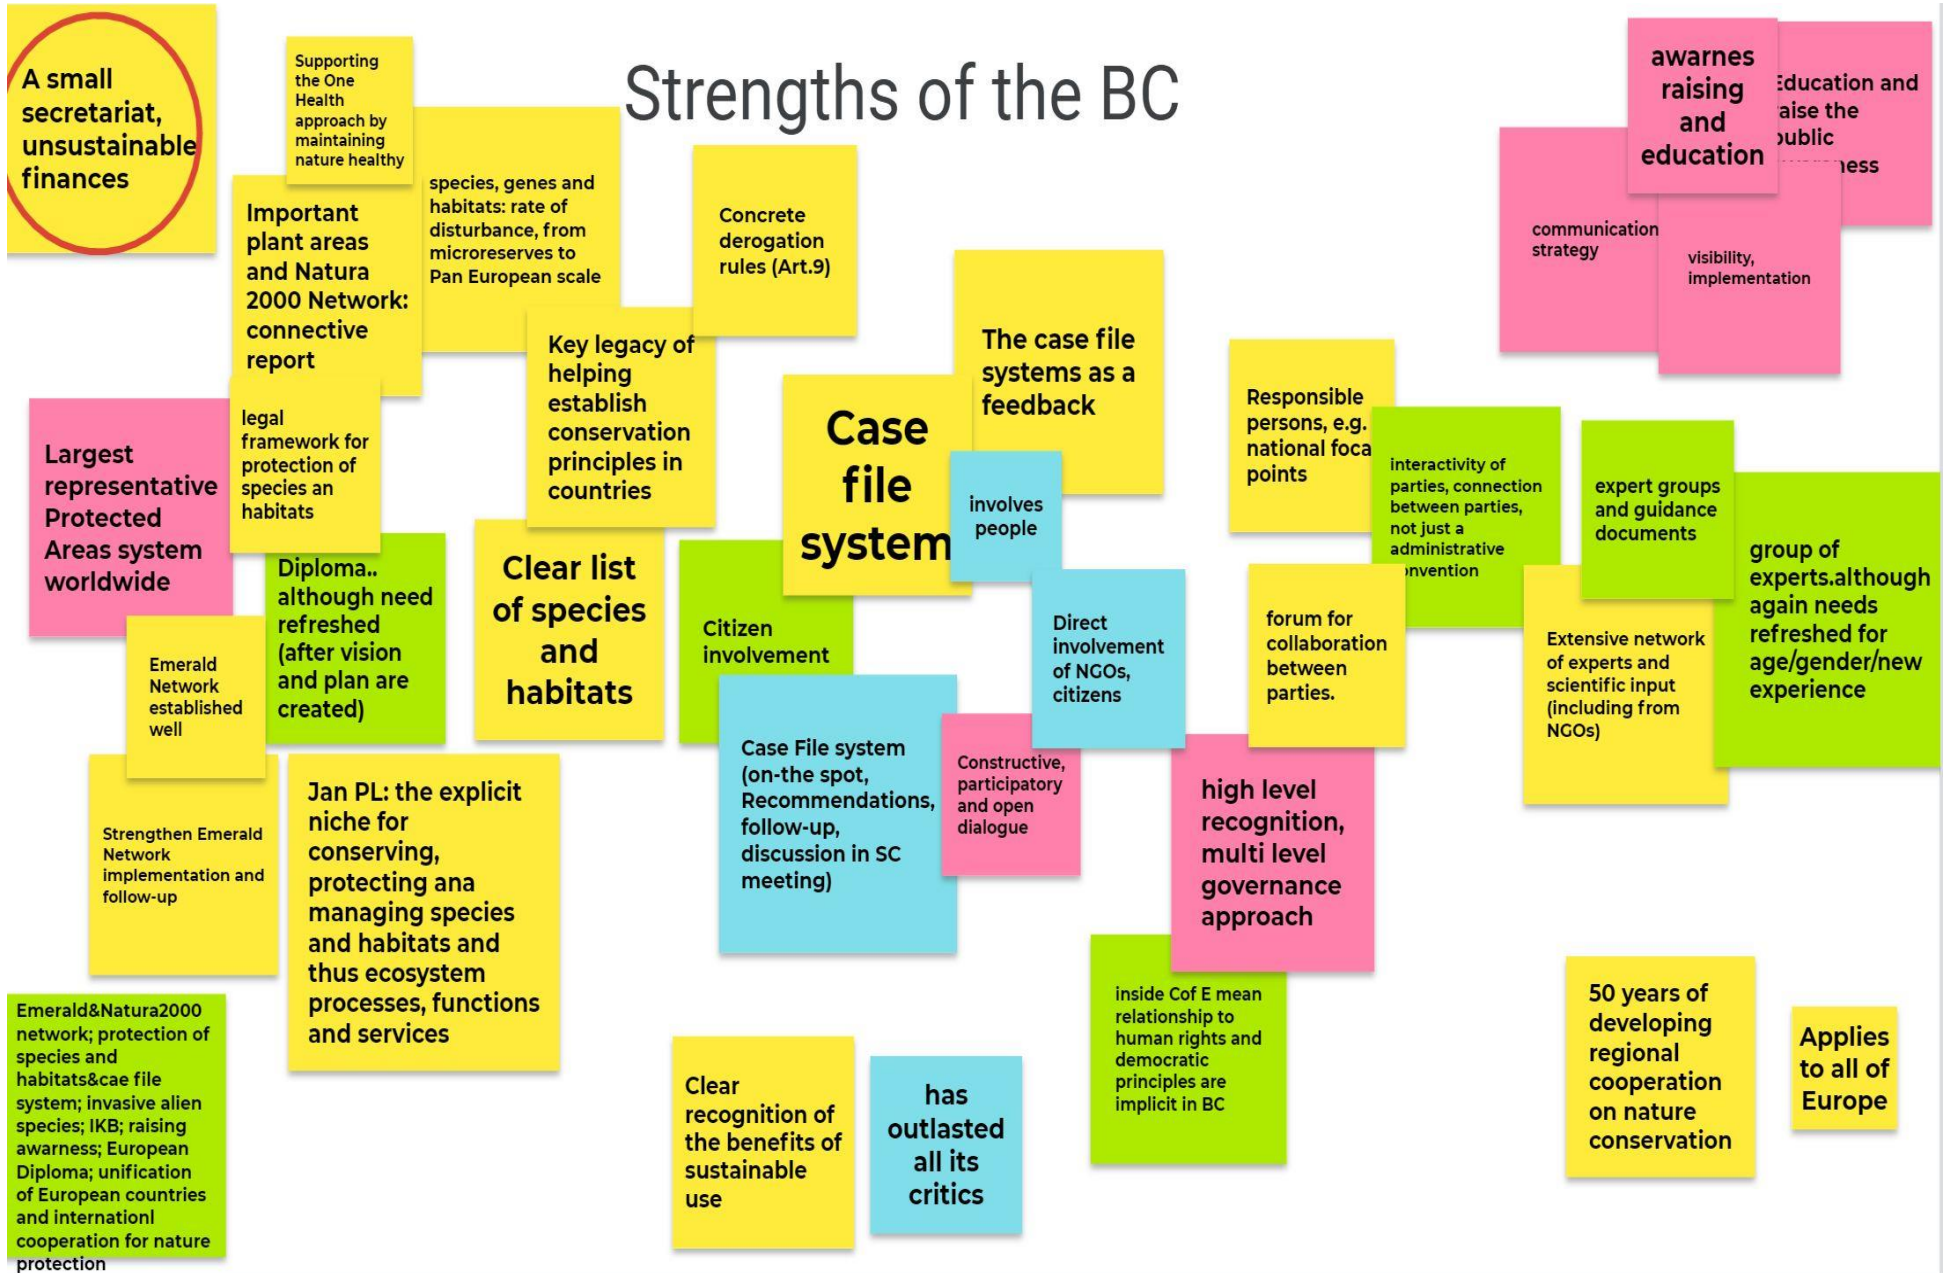 Strengths of the BC
A small
secretariat,
unsustainable
finances
Supporting
the One
Health
approach by
maintaining
nature healthy
species, genes and
habitats: rate of
disturbance, from
microreserves to
Pan European scale
Important
plant areas
and Natura
2000 Network:
connective
report
Concrete
derogation
rules (Art.9)
Key legacy of
helping
establish
conservation
principles in
countries
The case file
systems as a
feedback
Case
file
system
involves
people
awarnes
raising
and
education
Education and
raise the
public
communication
strategy
visibility,
implementation
Largest
representative
Protected
Areas system
worldwide
legal
framework for
protection of
species an
habitats
Diploma..
although need
refreshed
(after vision
and plan are
created)
Clear list
of species
and
habitats
Citizen
involvement
Direct
involvement
of NGOs,
citizens
Responsible
persons, e.g.
national foca
points
interactivity of
parties, connection
between parties,
not just a
administrative
onvention
expert groups
and guidance
documents
group of
experts.although
again needs
refreshed for
age/gender/new
experience
forum for
collaboration
between
parties.
Extensive network
of experts and
scientific input
(including from
NGOs)
Emerald
Network
established
well
Strengthen Emerald
Network
implementation and
follow-up
Jan PL: the explicit
niche for
conserving,
protecting ana
managing species
and habitats and
thus ecosystem
processes, functions
and services
Case File system
(on-the spot,
Recommendations,
follow-up,
discussion in SC
meeting)
Constructive,
participatory
and open
dialogue
high level
recognition,
multi level
governance
approach
inside Cof E mean
relationship to
human rights and
democratic
principles are
implicit in BC
Emerald&Natura2000
network; protection of
species and
habitats&cae file
system; invasive alien
species; IKB; raising
awarness; European
Diploma; unification
of European countries
and internationl
cooperation for nature
protection
Clear
recognition of
the benefits of
sustainable
use
has
outlasted
all its
critics
50 years of
developing
regional
cooperation
on nature
conservation
Applies
to all of
Europe